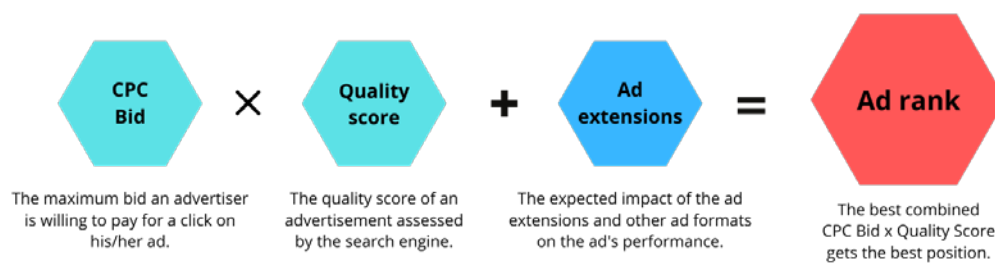 CPC
Bid
×
Quality
score
+
Ad
extensions
=
Ad rank
The maximum bid an advertiser
is willing to pay for a click on
his/her ad.
The quality score of an
advertisement assessed
by the search engine.
The expected impact of the ad
extensions and other ad formats
on the ad's performance.
The best combined
CPC Bid x Quality Score
gets the best position.